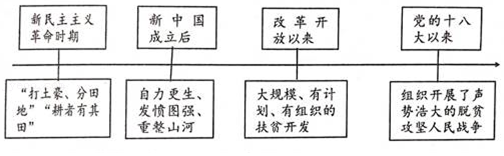 新民主主义
革命时期
新中国
成立后
改革开
放以来
党的十八
大以来
“打土豪、分田
地”“耕者有其
田”
自力更生、
发愤图强、
重整山河
大规模、有计
划、有组织的
扶贫开发
组织开展了声
势浩大的脱贫
攻坚人民战争